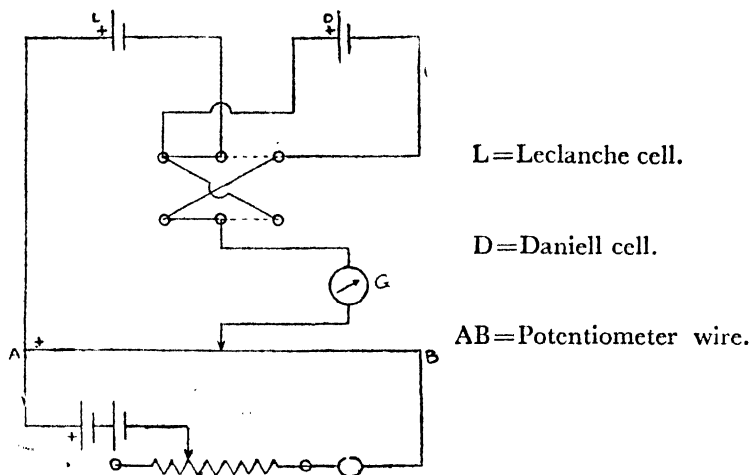 L
D
+
+
L=Leclanche cell.
D=Daniell cell.
G
A
+
B
AB=Potentiometer wire.
+